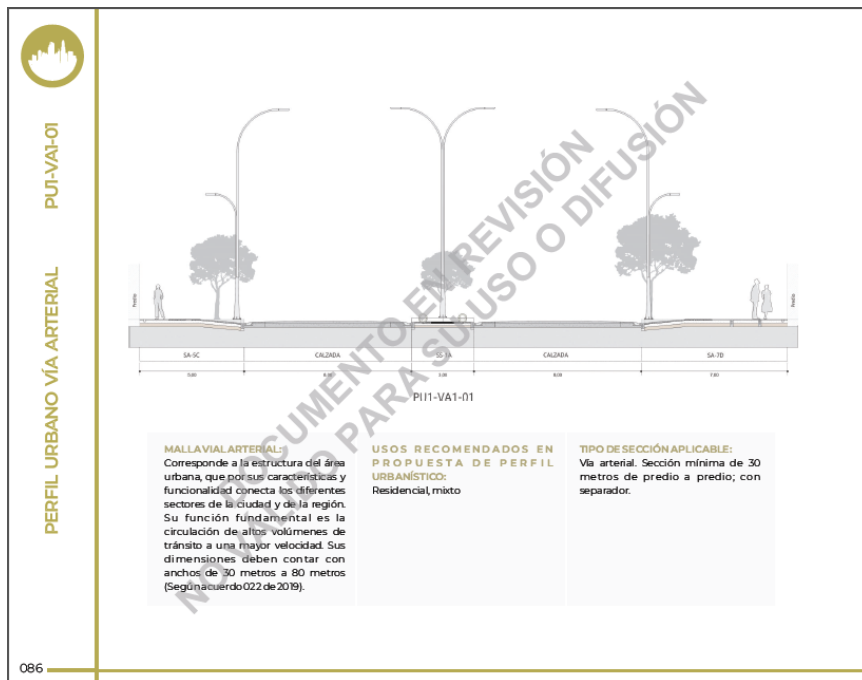 PERFIL URBANO VÍA ARTERIAL PU1-VA1-01
DOCUMENTO EN REVISIÓN
NO VÁLIDO PARA SU USO O DIFUSIÓN
Predio
Predio
SA-5C CALZADA SS-1A CALZADA SA-7D
PU1-VA1-01
MALLA VIAL ARTERIAL:
Corresponde a la estructura del área
urbana, que por sus características y
funcionalidad conecta los diferentes
sectores de la ciudad y de la región.
Su función fundamental es la
circulación de altos volúmenes de
tránsito a una mayor velocidad. Sus
dimensiones deben contar con
anchos de 30 metros a 80 metros
(Según acuerdo 022 de 2019).
USOS RECOMENDADOS EN
PROPUESTA DE PERFIL
URBANÍSTICO:
Residencial, mixto
TIPO DE SECCIÓN APLICABLE:
Vía arterial. Sección mínima de 30
metros de predio a predio; con
separador.
086